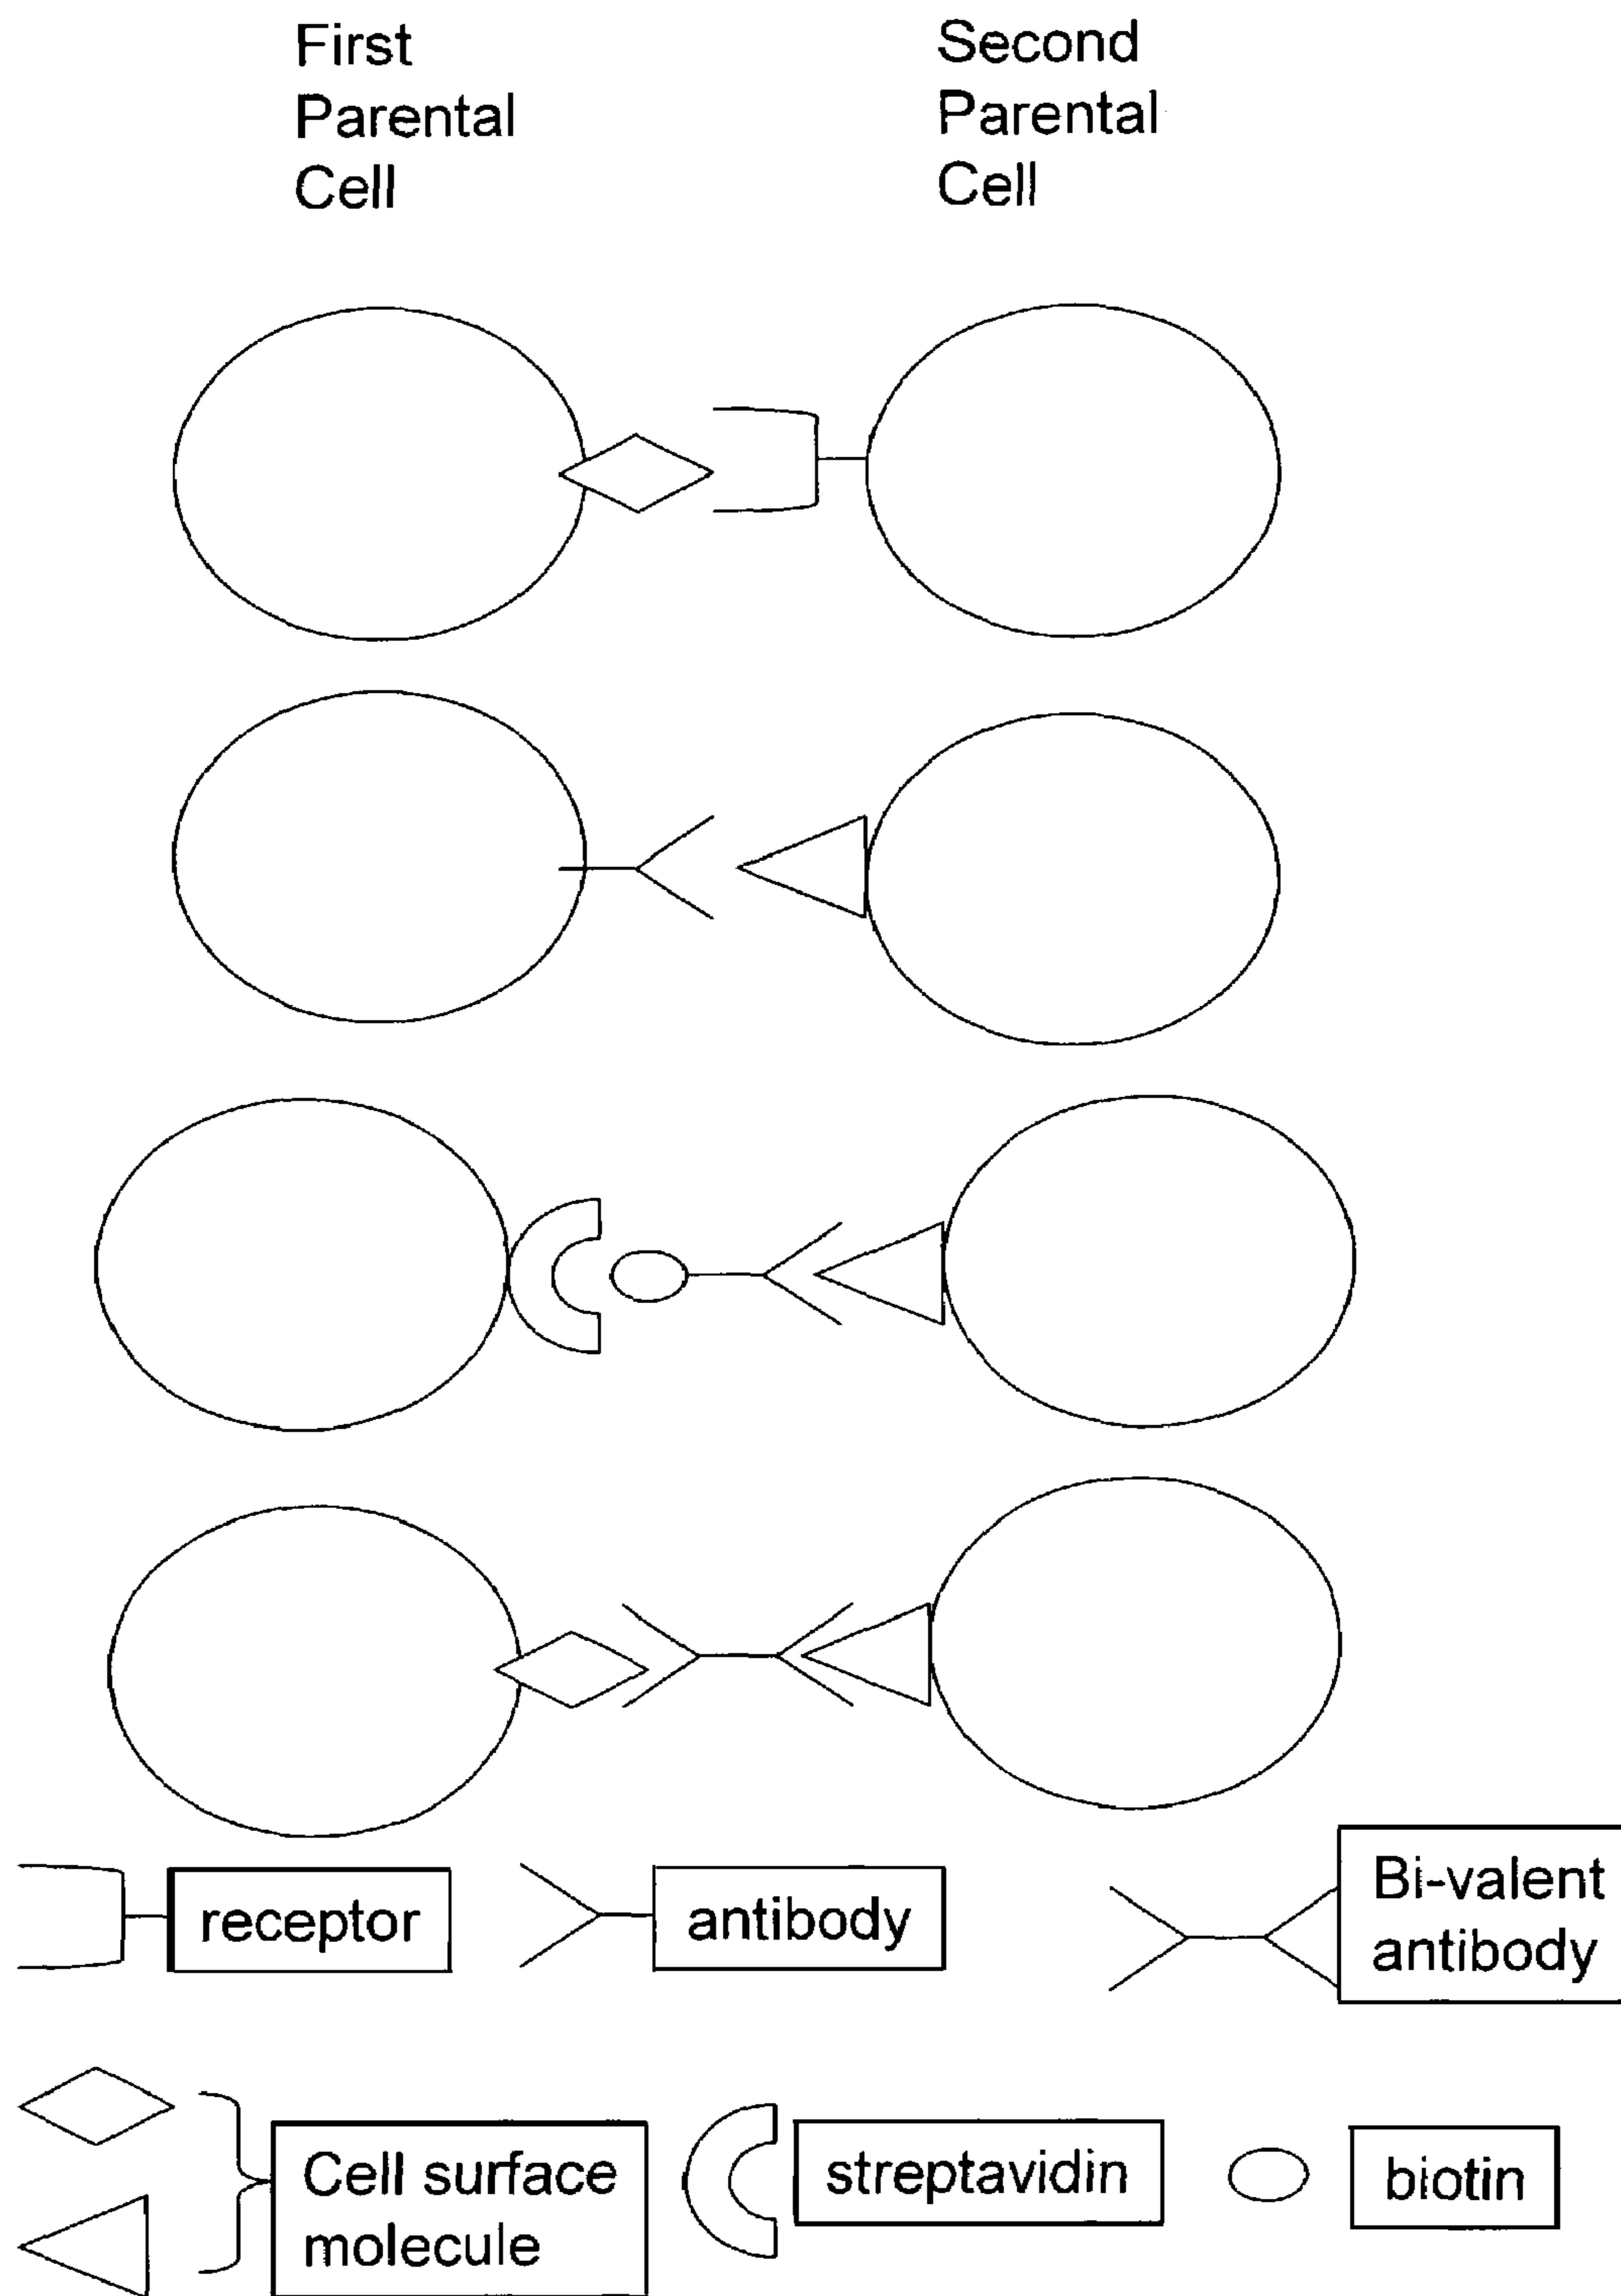 First
Parental
Cell
Second
Parental
Cell
receptor
antibody
Bi-valent
antibody
Cell surface
molecule
streptavidin
biotin